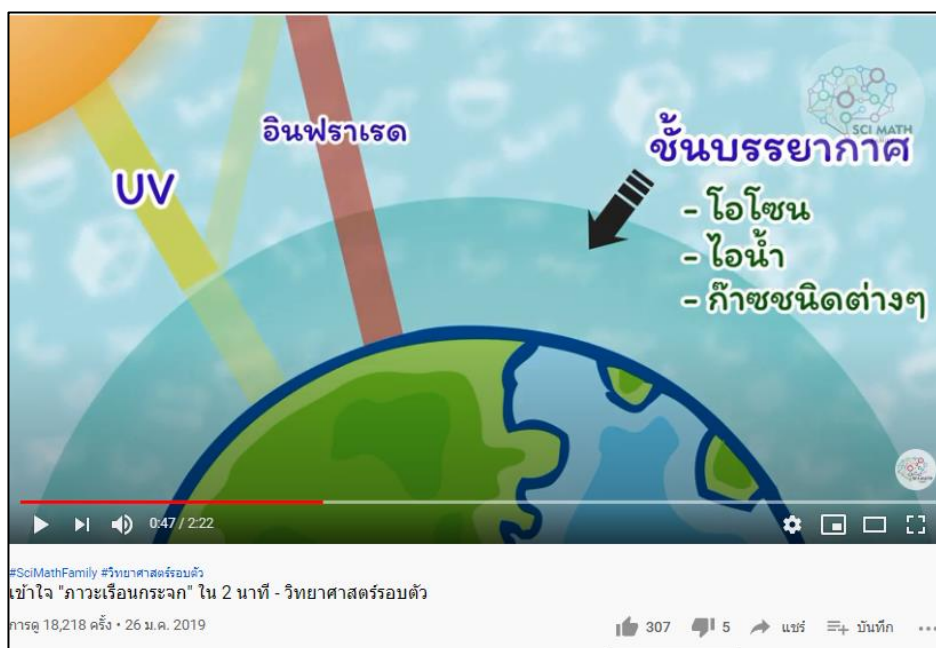 SCI MATH
อินฟราเรด
ชั้นบรรยากาศ
UV
- โอโซน
- ไอน้ำ
- ก๊าซชนิดต่างๆ
0:47 / 2:22
#SciMathFamily #วิทยาศาสตร์รอบตัว
เข้าใจ "ภาวะเรือนกระจก" ใน 2 นาที - วิทยาศาสตร์รอบตัว
การดู 18,218 ครั้ง • 26 ม.ค. 2019
307 5 แชร์ บันทึก